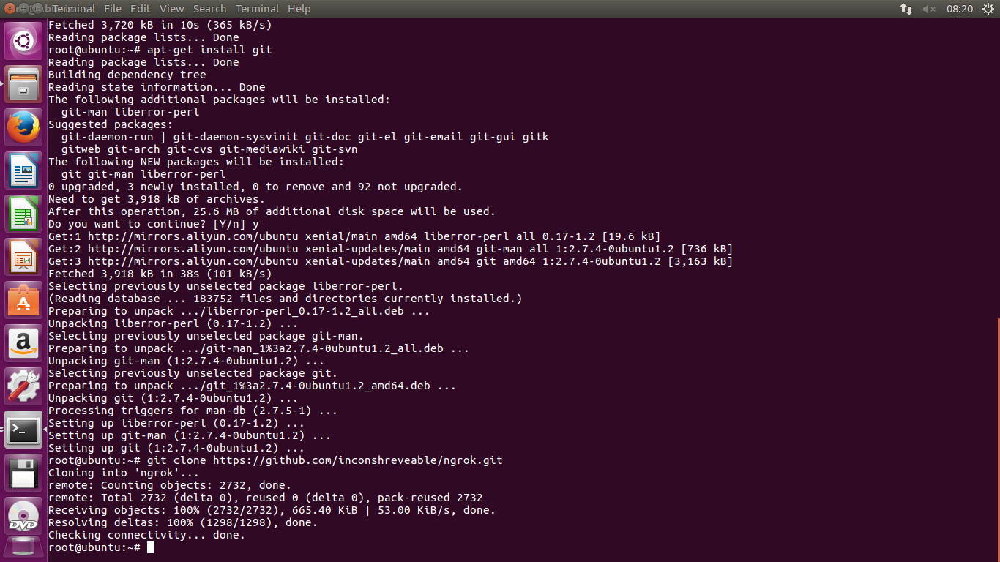 Terminal File Edit View Search Terminal Help 08:20
Fetched 3,720 kB in 10s (365 kB/s)
Reading package lists... Done
root@ubuntu:~# apt-get install git
Reading package lists... Done
Building dependency tree
Reading state information... Done
The following additional packages will be installed:
  git-man liberror-perl
Suggested packages:
  git-daemon-run | git-daemon-sysvinit git-doc git-el git-email git-gui gitk
  gitweb git-arch git-cvs git-mediawiki git-svn
The following NEW packages will be installed:
  git git-man liberror-perl
0 upgraded, 3 newly installed, 0 to remove and 92 not upgraded.
Need to get 3,918 kB of archives.
After this operation, 25.6 MB of additional disk space will be used.
Do you want to continue? [Y/n] y
Get:1 http://mirrors.aliyun.com/ubuntu xenial/main amd64 liberror-perl all 0.17-1.2 [19.6 kB]
Get:2 http://mirrors.aliyun.com/ubuntu xenial-updates/main amd64 git-man all 1:2.7.4-0ubuntu1.2 [736 kB]
Get:3 http://mirrors.aliyun.com/ubuntu xenial-updates/main amd64 git amd64 1:2.7.4-0ubuntu1.2 [3,163 kB]
Fetched 3,918 kB in 38s (101 kB/s)
Selecting previously unselected package liberror-perl.
(Reading database ... 183752 files and directories currently installed.)
Preparing to unpack .../liberror-perl_0.17-1.2_all.deb ...
Unpacking liberror-perl (0.17-1.2) ...
Selecting previously unselected package git-man.
Preparing to unpack .../git-man_1%3a2.7.4-0ubuntu1.2_all.deb ...
Unpacking git-man (1:2.7.4-0ubuntu1.2) ...
Selecting previously unselected package git.
Preparing to unpack .../git_1%3a2.7.4-0ubuntu1.2_amd64.deb ...
Unpacking git (1:2.7.4-0ubuntu1.2) ...
Processing triggers for man-db (2.7.5-1) ...
Setting up liberror-perl (0.17-1.2) ...
Setting up git-man (1:2.7.4-0ubuntu1.2) ...
Setting up git (1:2.7.4-0ubuntu1.2) ...
root@ubuntu:~# git clone https://github.com/inconshreveable/ngrok.git
Cloning into 'ngrok'...
remote: Counting objects: 2732, done.
remote: Total 2732 (delta 0), reused 0 (delta 0), pack-reused 2732
Receiving objects: 100% (2732/2732), 665.40 KiB | 53.00 KiB/s, done.
Resolving deltas: 100% (1298/1298), done.
Checking connectivity... done.
root@ubuntu:~#
DVD